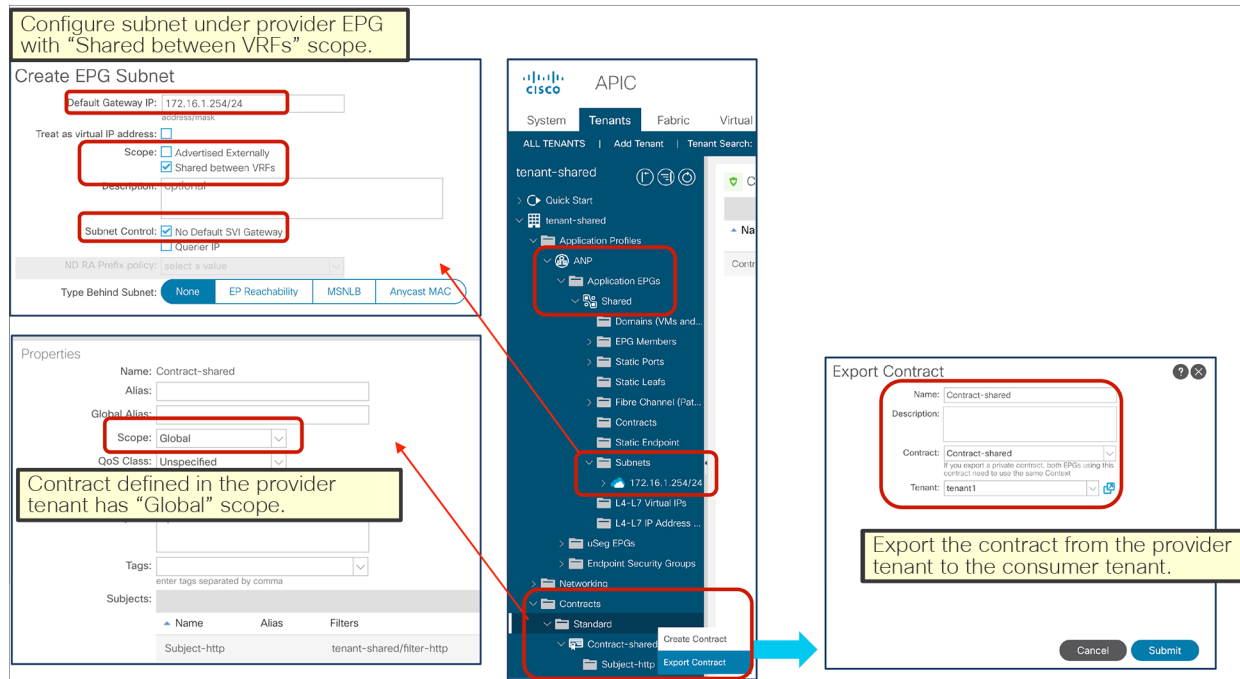 Configure subnet under provider EPG
with “Shared between VRFs” scope.
Create EPG Subnet
Default Gateway IP: 172.16.1.254/24
address/mask
Treat as virtual IP address:
Scope: Advertised Externally
Shared between VRFs
Description: optional
Subnet Control: No Default SVI Gateway
Querier IP
ND RA Prefix policy: select a value
Type Behind Subnet: None EP Reachability MSNLB Anycast MAC
Properties
Name: Contract-shared
Alias:
Global Alias:
Scope: Global
QoS Class: Unspecified
Contract defined in the provider
tenant has “Global” scope.
Tags:
enter tags separated by comma
Subjects:
Name Alias Filters
Subject-http tenant-shared/filter-http
CISCO APIC
System Tenants Fabric Virtual
ALL TENANTS | Add Tenant | Tenant Search:
tenant-shared
Quick Start
tenant-shared
Application Profiles
ANP
Application EPGs
Shared
Domains (VMs and...
EPG Members
Static Ports
Static Leafs
Fibre Channel (Pat...
Contracts
Static Endpoint
Subnets
172.16.1.254/24
L4-L7 Virtual IPs
L4-L7 IP Address ...
uSeg EPGs
Endpoint Security Groups
Networking
Contracts
Standard
Contract-shared
Subject-http
Create Contract
Export Contract
C
Na
Contr
Export Contract
Name: Contract-shared
Description:
Contract: Contract-shared
If you export a private contract, both EPGs using this
contract need to use the same Context
Tenant: tenant1
Export the contract from the provider
tenant to the consumer tenant.
Cancel Submit